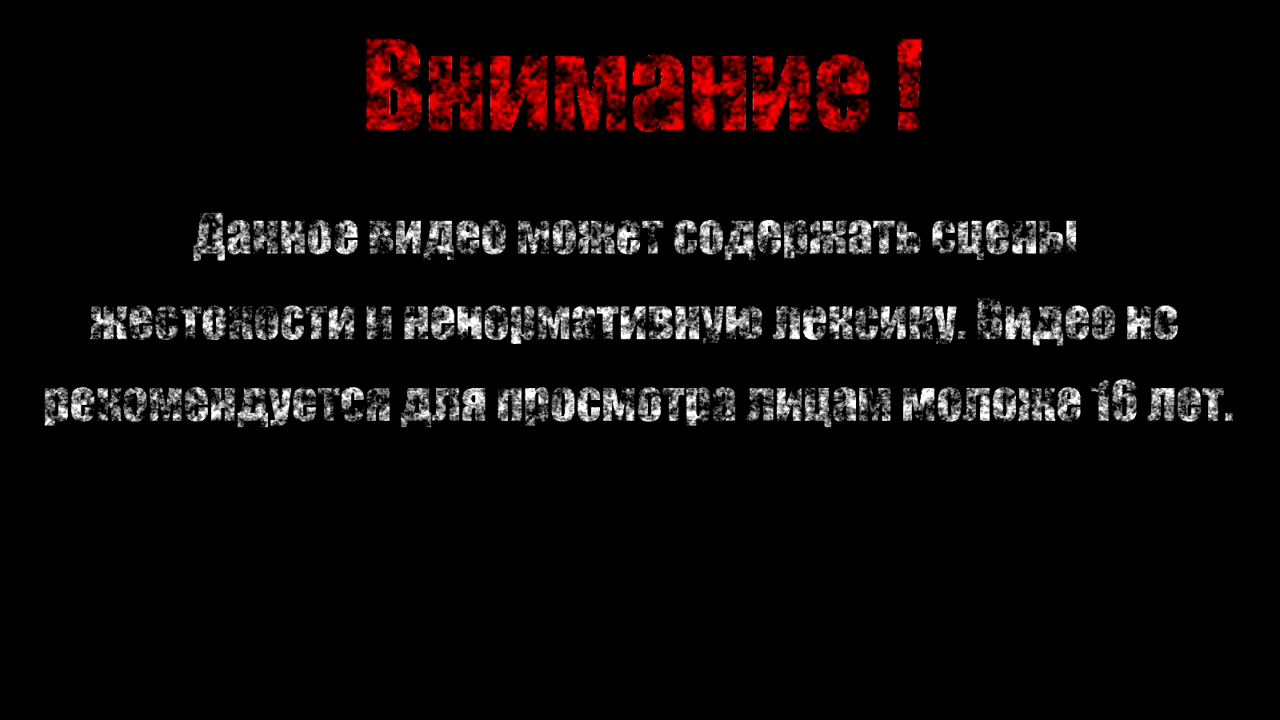 Внимание !
Данное видео может содержать сцены
жестокости и ненормативную лексику. Видео не
рекомендуется для просмотра лицам моложе 16 лет.